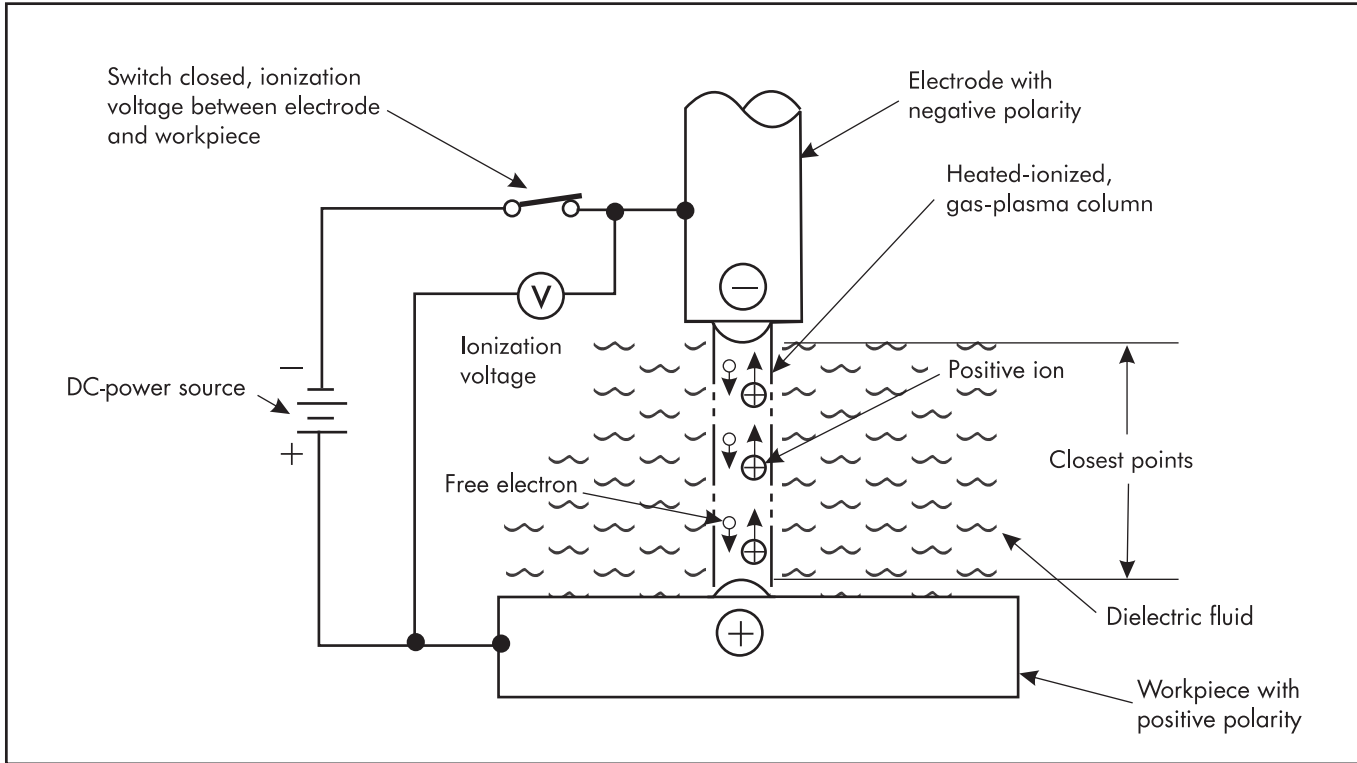 Switch closed, ionization
voltage between electrode
and workpiece
Electrode with
negative polarity
Heated-ionized,
gas-plasma column
−
V
Ionization
voltage
−
DC-power source
+
Positive ion
+
+
+
Closest points
Free electron
Dielectric fluid
+
Workpiece with
positive polarity